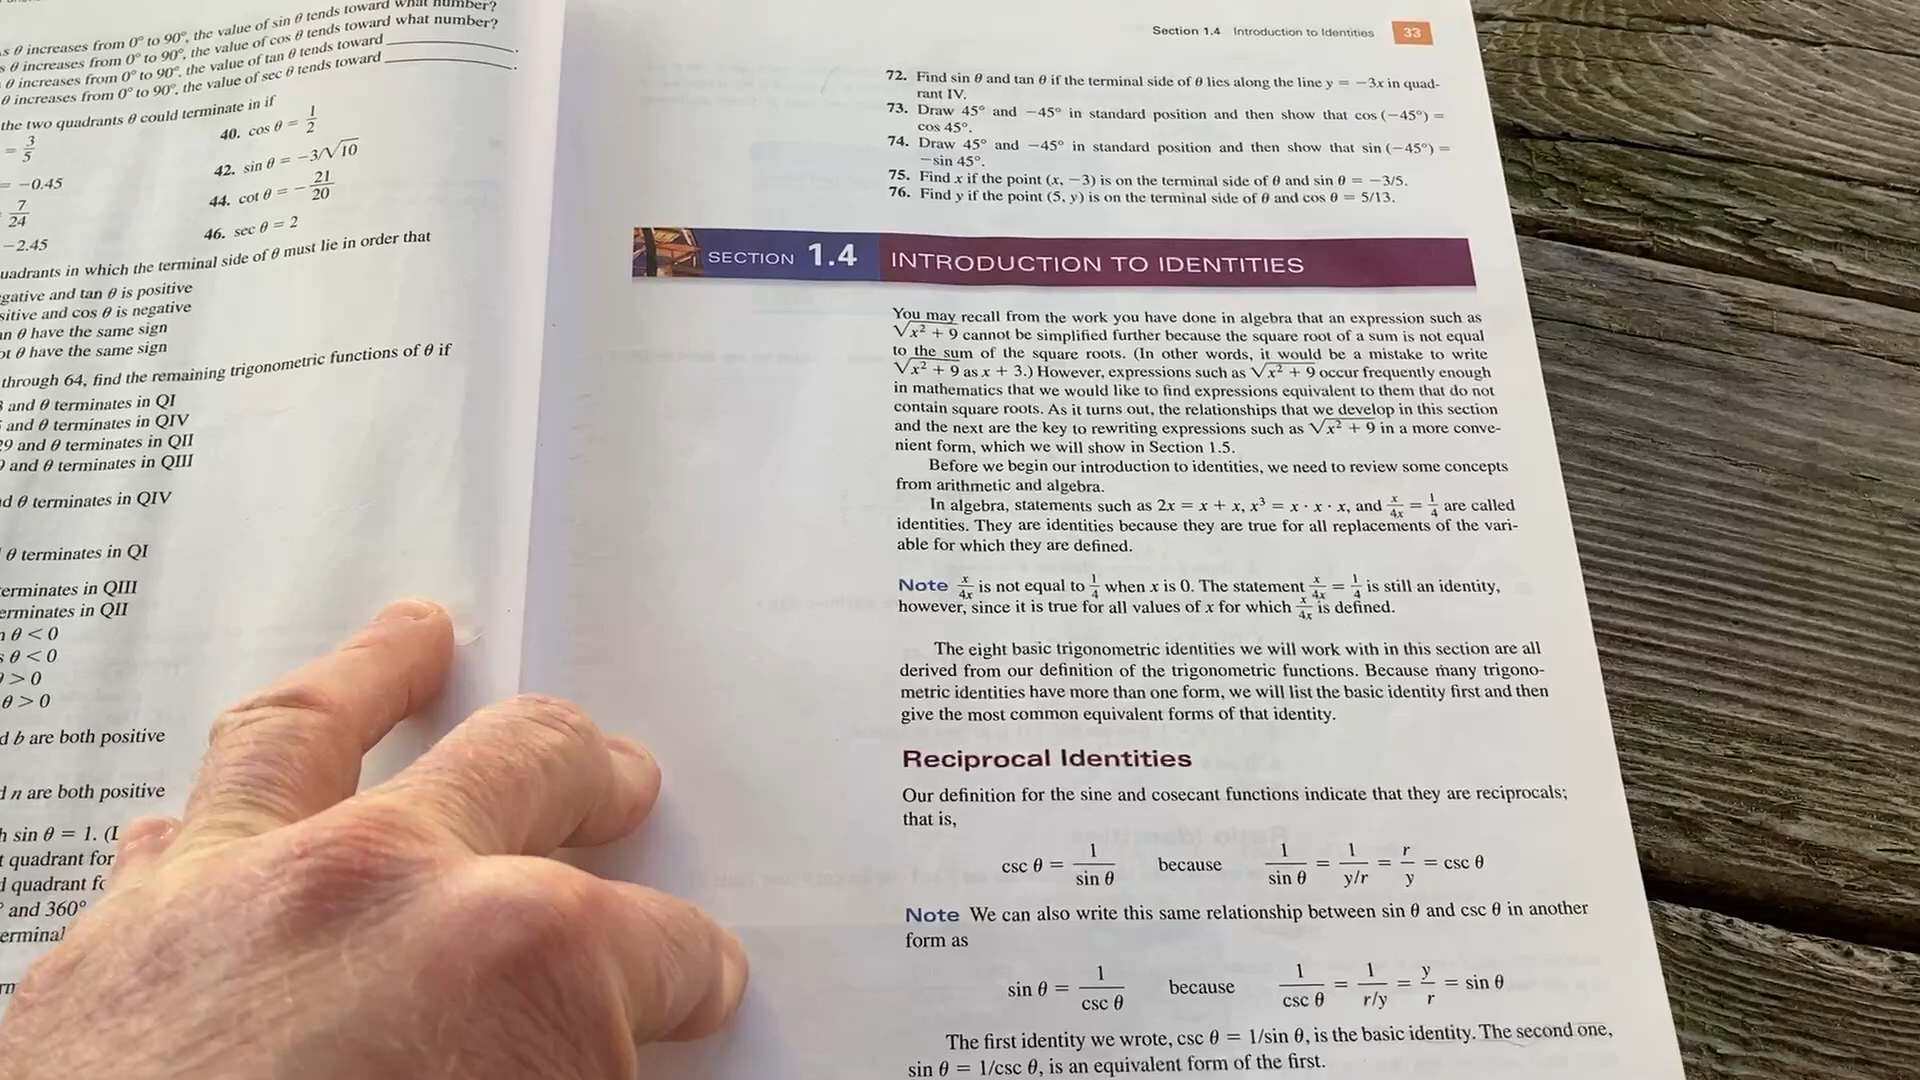 s θ increases from 0° to 90°, the value of sin θ tends toward what number?
s θ increases from 0° to 90°, the value of cos θ tends toward what number?
θ increases from 0° to 90°, the value of tan θ tends toward ________.
θ increases from 0° to 90°, the value of sec θ tends toward ________.
the two quadrants θ could terminate in if
= 3/5
40. cos θ = 1/2
42. sin θ = −3/√10
= −0.45
44. cot θ = −21/20
7/24
46. sec θ = 2
−2.45
uadrants in which the terminal side of θ must lie in order that
gative and tan θ is positive
sitive and cos θ is negative
an θ have the same sign
ot θ have the same sign
through 64, find the remaining trigonometric functions of θ if
and θ terminates in QI
and θ terminates in QIV
29 and θ terminates in QII
and θ terminates in QIII
nd θ terminates in QIV
θ terminates in QI
terminates in QIII
erminates in QII
n θ < 0
s θ < 0
> 0
θ > 0
d b are both positive
d n are both positive
h sin θ = 1. (I
t quadrant for
d quadrant fo
° and 360°
erminal
Section 1.4 Introduction to Identities 33
72. Find sin θ and tan θ if the terminal side of θ lies along the line y = −3x in quad-
rant IV.
73. Draw 45° and −45° in standard position and then show that cos (−45°) =
cos 45°.
74. Draw 45° and −45° in standard position and then show that sin (−45°) =
−sin 45°.
75. Find x if the point (x, −3) is on the terminal side of θ and sin θ = −3/5.
76. Find y if the point (5, y) is on the terminal side of θ and cos θ = 5/13.
SECTION 1.4 INTRODUCTION TO IDENTITIES
You may recall from the work you have done in algebra that an expression such as
√x² + 9 cannot be simplified further because the square root of a sum is not equal
to the sum of the square roots. (In other words, it would be a mistake to write
√x² + 9 as x + 3.) However, expressions such as √x² + 9 occur frequently enough
in mathematics that we would like to find expressions equivalent to them that do not
contain square roots. As it turns out, the relationships that we develop in this section
and the next are the key to rewriting expressions such as √x² + 9 in a more conve-
nient form, which we will show in Section 1.5.
Before we begin our introduction to identities, we need to review some concepts
from arithmetic and algebra.
In algebra, statements such as 2x = x + x, x³ = x · x · x, and x/4x = 1/4 are called
identities. They are identities because they are true for all replacements of the vari-
able for which they are defined.
Note x/4x is not equal to 1/4 when x is 0. The statement x/4x = 1/4 is still an identity,
however, since it is true for all values of x for which x/4x is defined.
The eight basic trigonometric identities we will work with in this section are all
derived from our definition of the trigonometric functions. Because many trigono-
metric identities have more than one form, we will list the basic identity first and then
give the most common equivalent forms of that identity.
Reciprocal Identities
Our definition for the sine and cosecant functions indicate that they are reciprocals;
that is,
csc θ = 1/sin θ because 1/sin θ = 1/y/r = r/y = csc θ
Note We can also write this same relationship between sin θ and csc θ in another
form as
sin θ = 1/csc θ because 1/csc θ = 1/r/y = y/r = sin θ
The first identity we wrote, csc θ = 1/sin θ, is the basic identity. The second one,
sin θ = 1/csc θ, is an equivalent form of the first.